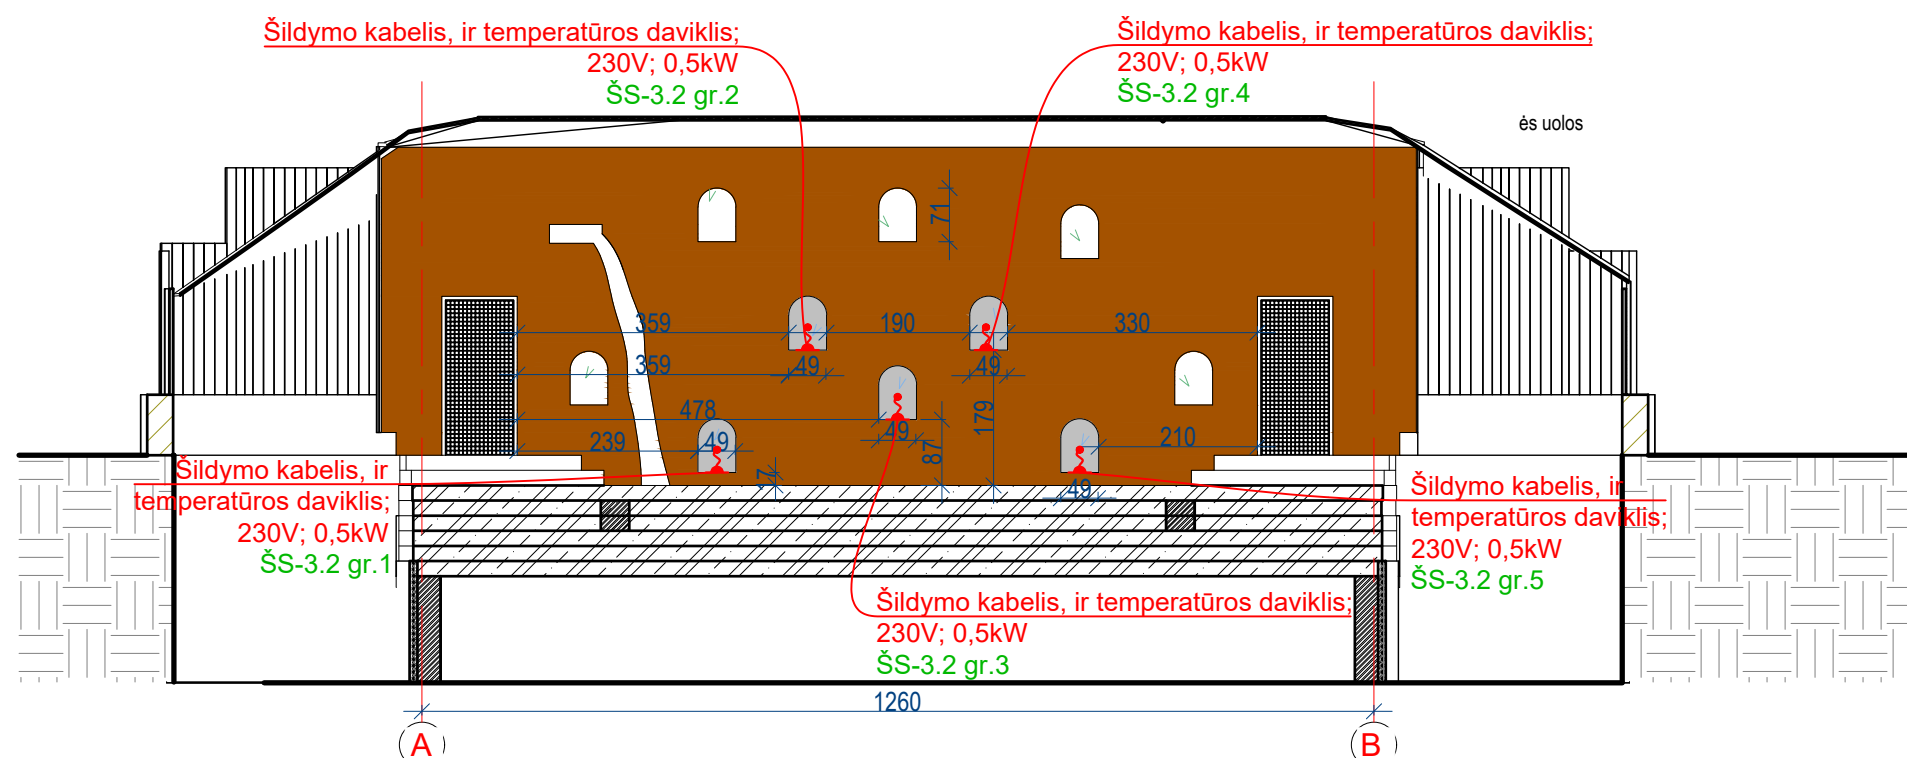 Šildymo kabelis, ir temperatūros daviklis;
230V; 0,5kW
ŠS-3.2 gr.2
Šildymo kabelis, ir temperatūros daviklis;
230V; 0,5kW
ŠS-3.2 gr.4
ės uolos
71
359
190
330
359
49
49
478
179
239
49
49
87
210
17
49
Šildymo kabelis, ir
temperatūros daviklis;
230V; 0,5kW
ŠS-3.2 gr.1
Šildymo kabelis, ir
temperatūros daviklis;
230V; 0,5kW
ŠS-3.2 gr.5
Šildymo kabelis, ir temperatūros daviklis;
230V; 0,5kW
ŠS-3.2 gr.3
1260
A
B